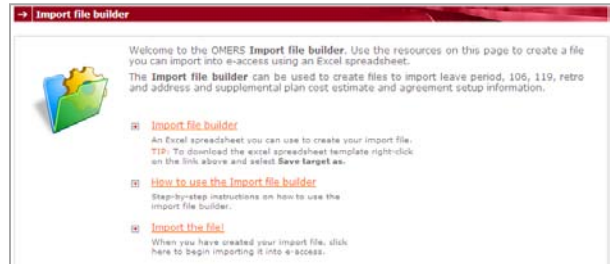 Import file builder
Welcome to the OMERS Import file builder. Use the resources on this page to create a file
you can import into e-access using an Excel spreadsheet.
The Import file builder can be used to create files to import leave period, 106, 119, retro
and address and supplemental plan cost estimate and agreement setup information.
Import file builder
An Excel spreadsheet you can use to create your import file.
TIP: To download the excel spreadsheet template right-click
on the link above and select Save target as.
How to use the Import file builder
Step-by-step instructions on how to use the
import file builder.
Import the file!
When you have created your import file, click
here to begin importing it into e-access.